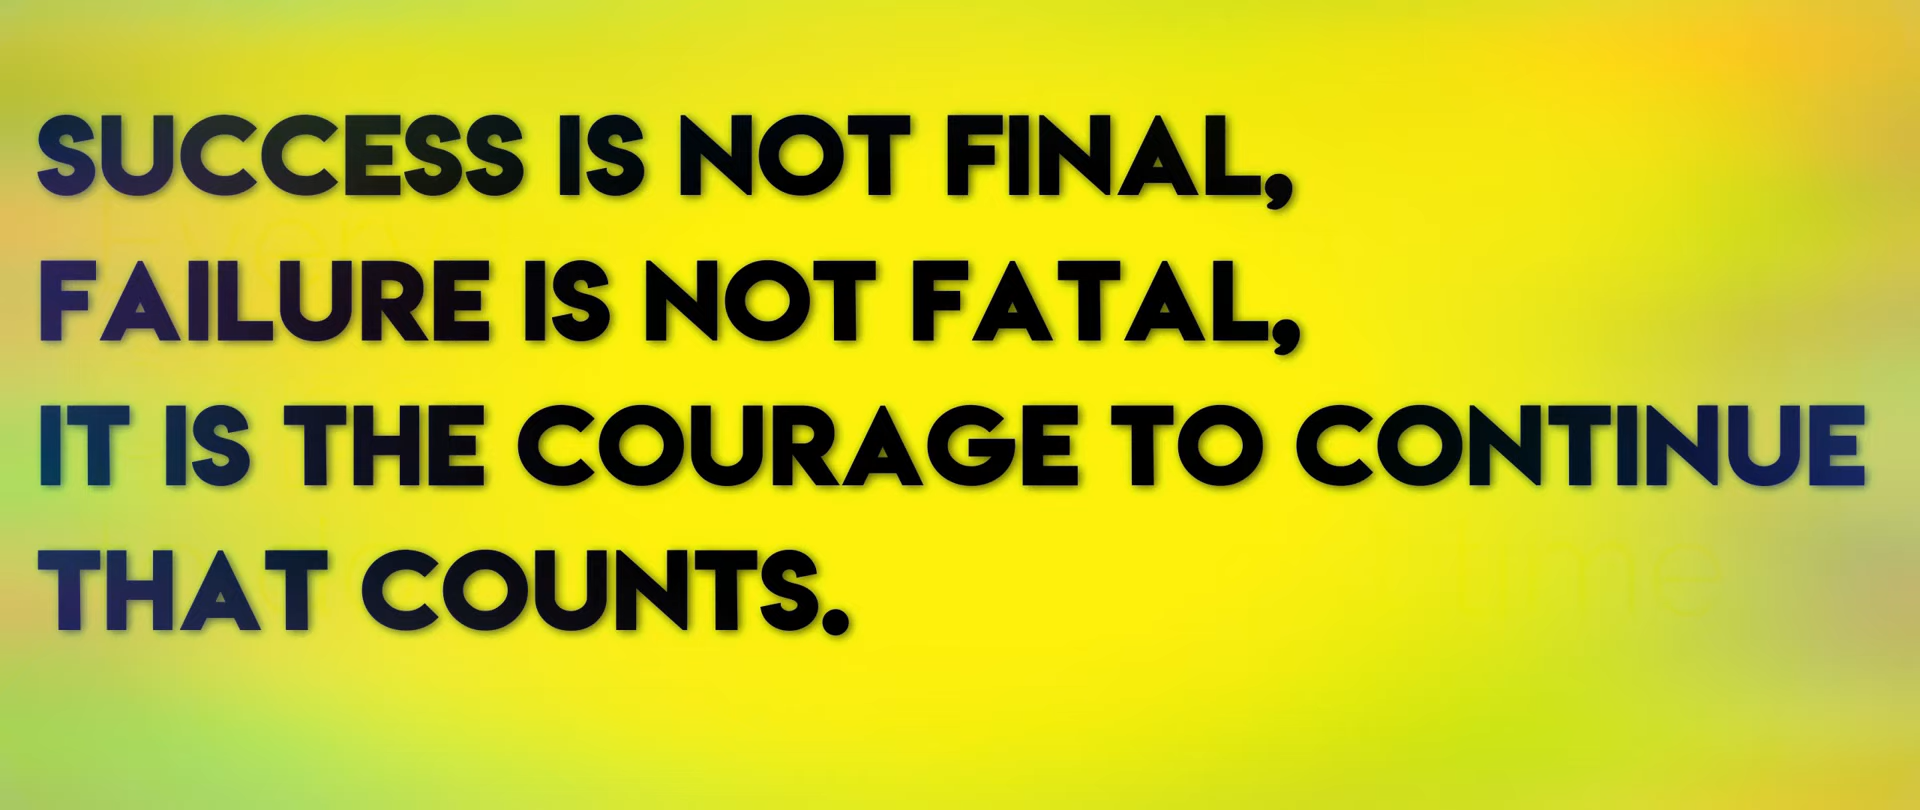 SUCCESS IS NOT FINAL,
FAILURE IS NOT FATAL,
IT IS THE COURAGE TO CONTINUE
THAT COUNTS.